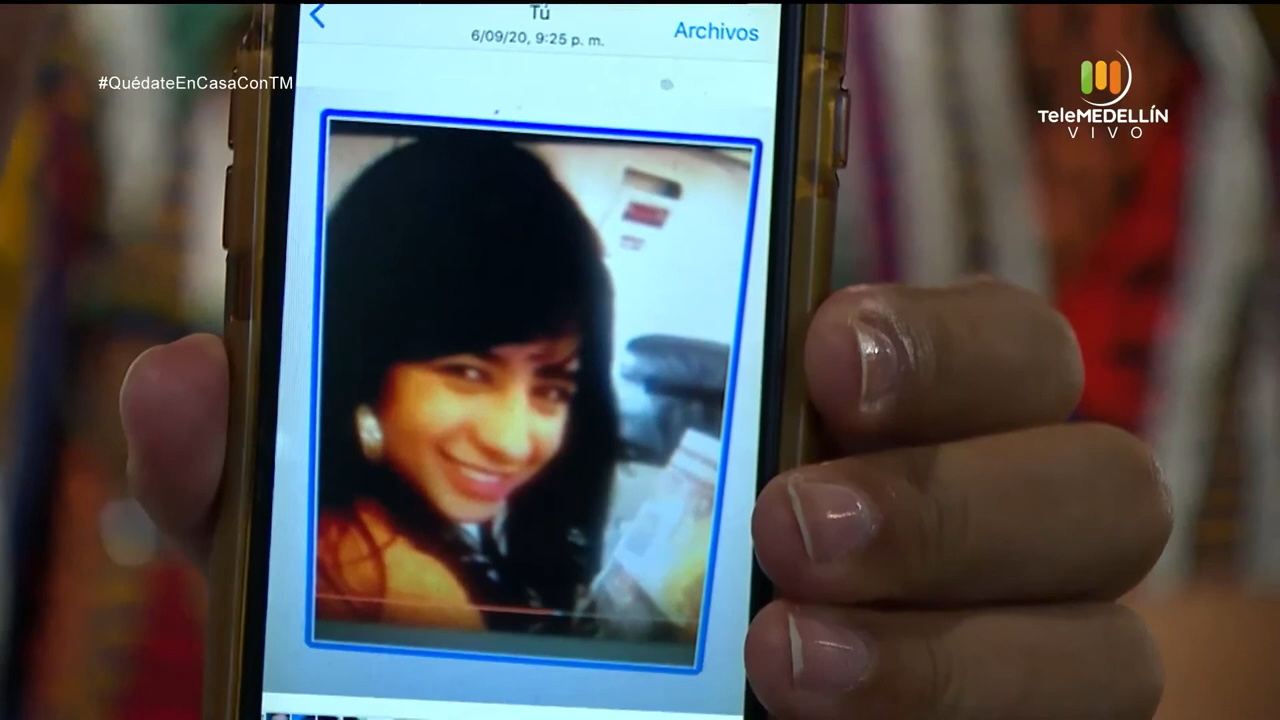 Tú
6/09/20, 9:25 p. m.
Archivos
#QuédateEnCasaConTM
TeleMEDELLÍN
VIVO